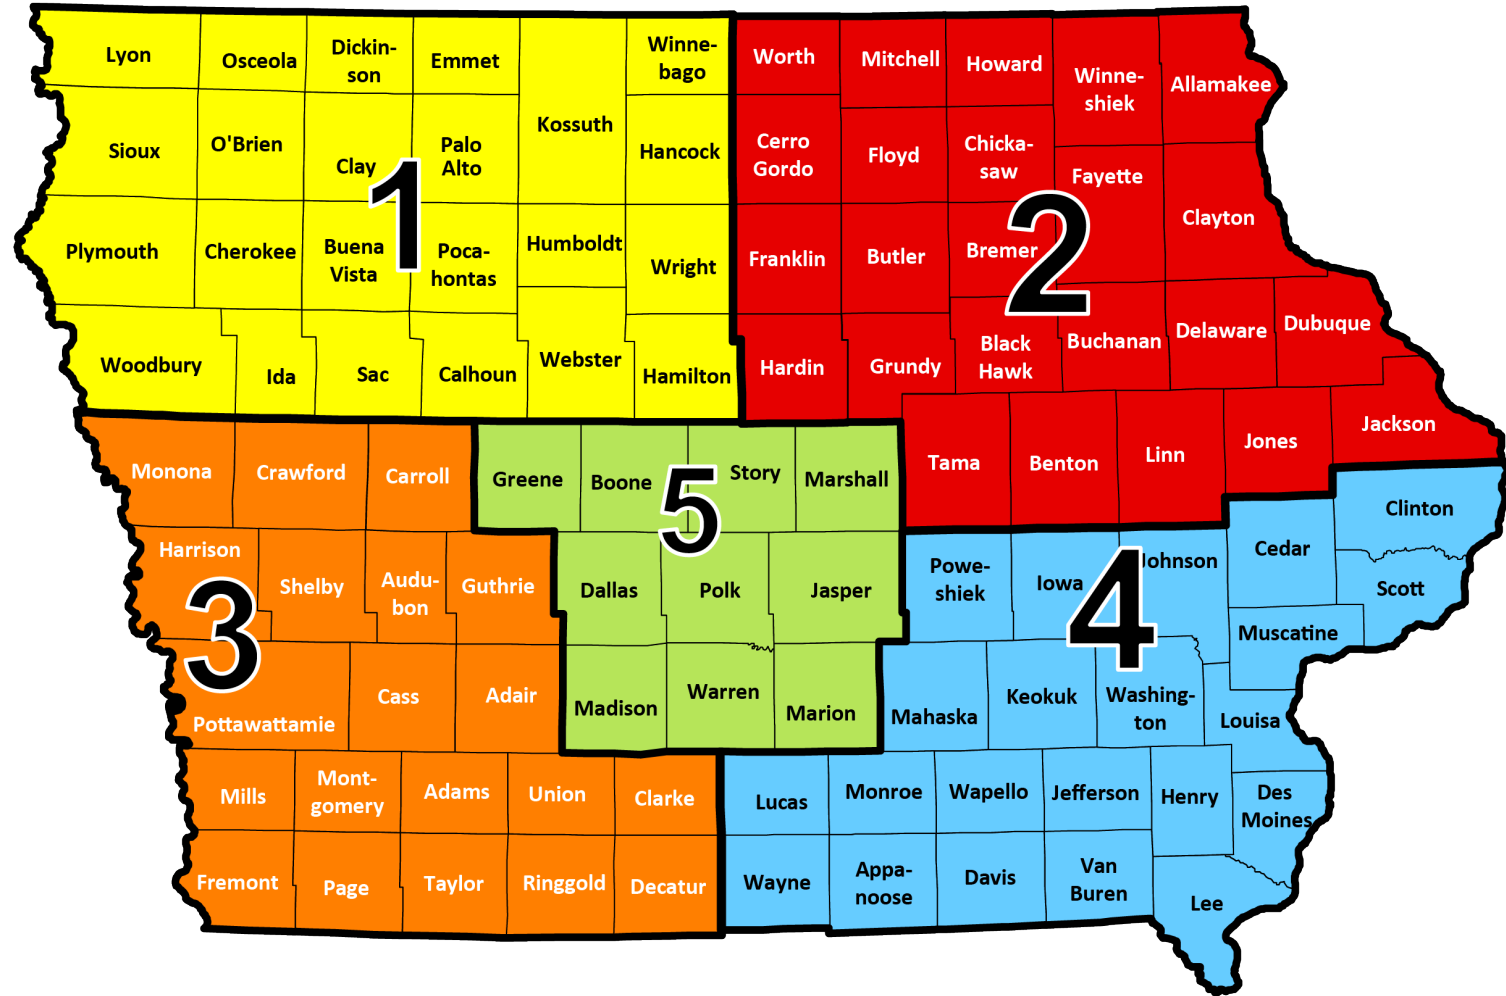 Lyon
Osceola
Dickin-
son
Emmet
Kossuth
Winne-
bago
Worth
Mitchell
Howard
Winne-
shiek
Allamakee
Sioux
O'Brien
Clay
Palo
Alto
Hancock
Cerro
Gordo
Floyd
Chicka-
saw
Fayette
Clayton
1
2
Plymouth
Cherokee
Buena
Vista
Poca-
hontas
Humboldt
Wright
Franklin
Butler
Bremer
Woodbury
Ida
Sac
Calhoun
Webster
Hamilton
Hardin
Grundy
Black
Hawk
Buchanan
Delaware
Dubuque
Monona
Crawford
Carroll
Greene
Boone
Story
Marshall
Tama
Benton
Linn
Jones
Jackson
5
Harrison
Shelby
Audu-
bon
Guthrie
Dallas
Polk
Jasper
Powe-
shiek
Iowa
Johnson
Cedar
Clinton
Scott
3
4
Muscatine
Pottawattamie
Cass
Adair
Madison
Warren
Marion
Mahaska
Keokuk
Washing-
ton
Louisa
Mills
Mont-
gomery
Adams
Union
Clarke
Lucas
Monroe
Wapello
Jefferson
Henry
Des
Moines
Fremont
Page
Taylor
Ringgold
Decatur
Wayne
Appa-
noose
Davis
Van
Buren
Lee